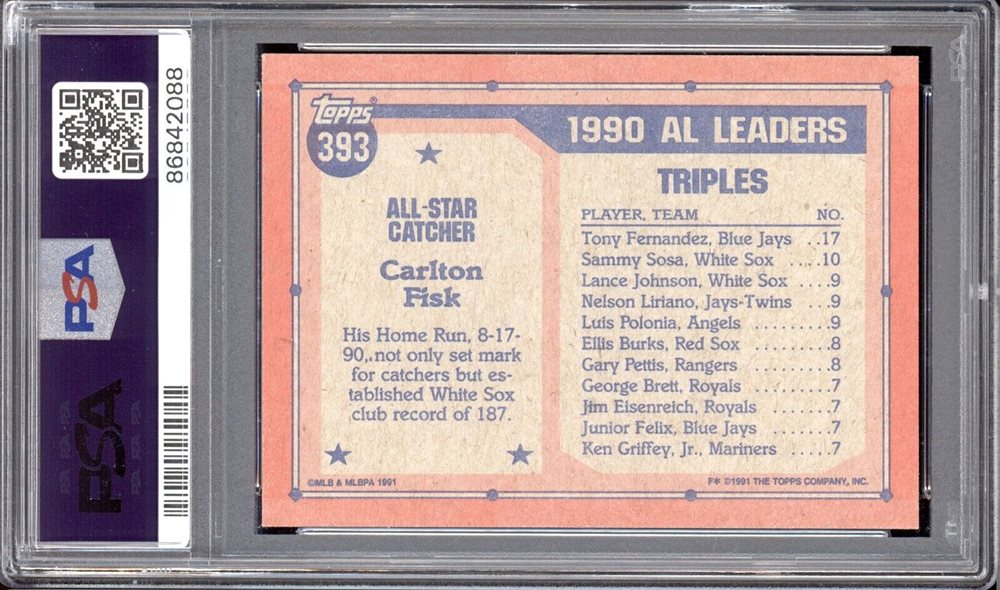 86842088
PSA
PSA
TOPPS
393
ALL-STAR
CATCHER
Carlton
Fisk
His Home Run, 8-17-
90,.not only set mark
for catchers but es-
tablished White Sox
club record of 187.
©MLB & MLBPA 1991
1990 AL LEADERS
TRIPLES
PLAYER, TEAM NO.
Tony Fernandez, Blue Jays ..17
Sammy Sosa, White Sox ....10
Lance Johnson, White Sox ...9
Nelson Liriano, Jays-Twins ...9
Luis Polonia, Angels .........9
Ellis Burks, Red Sox .........8
Gary Pettis, Rangers .........8
George Brett, Royals .........7
Jim Eisenreich, Royals .......7
Junior Felix, Blue Jays .......7
Ken Griffey, Jr., Mariners .....7
F* ©1991 THE TOPPS COMPANY, INC.